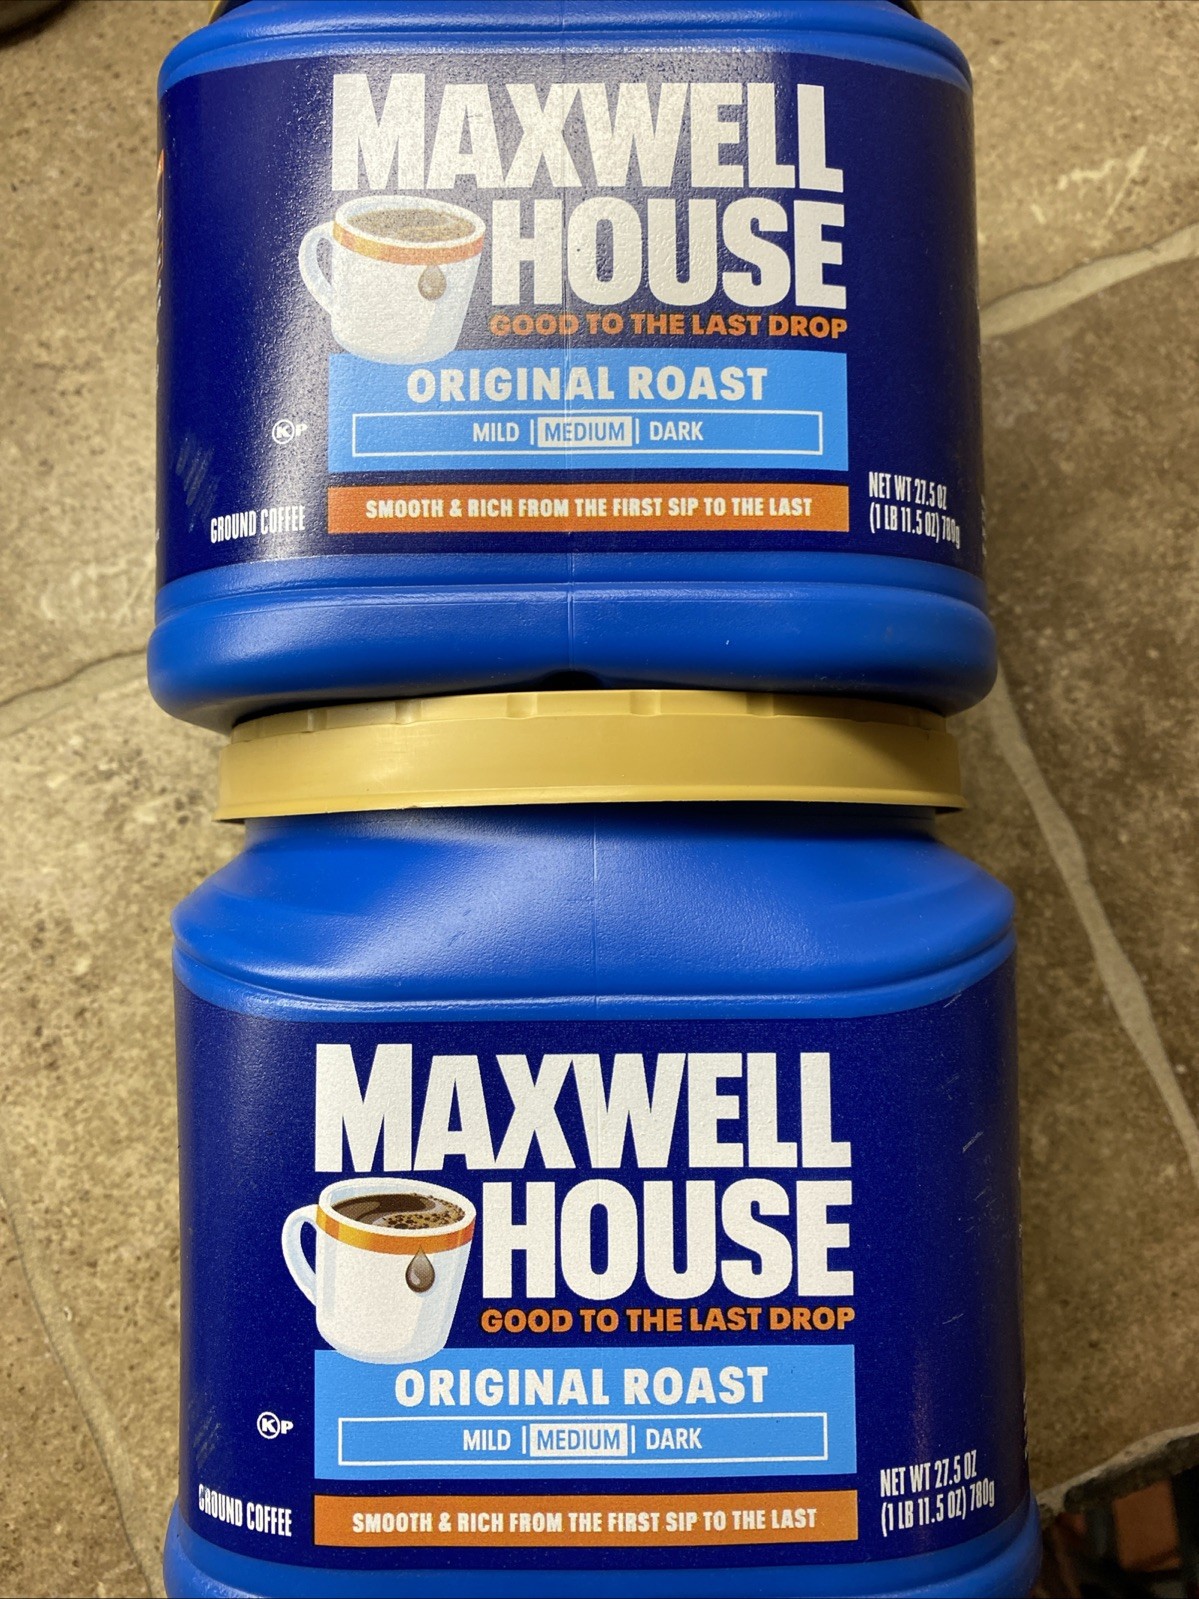 MAXWELL
HOUSE
GOOD TO THE LAST DROP
ORIGINAL ROAST
MILD | MEDIUM | DARK
K P
SMOOTH & RICH FROM THE FIRST SIP TO THE LAST
GROUND COFFEE
NET WT 27.5 OZ
(1 LB 11.5 OZ) 780g
MAXWELL
HOUSE
GOOD TO THE LAST DROP
ORIGINAL ROAST
MILD | MEDIUM | DARK
K P
SMOOTH & RICH FROM THE FIRST SIP TO THE LAST
GROUND COFFEE
NET WT 27.5 OZ
(1 LB 11.5 OZ) 780g